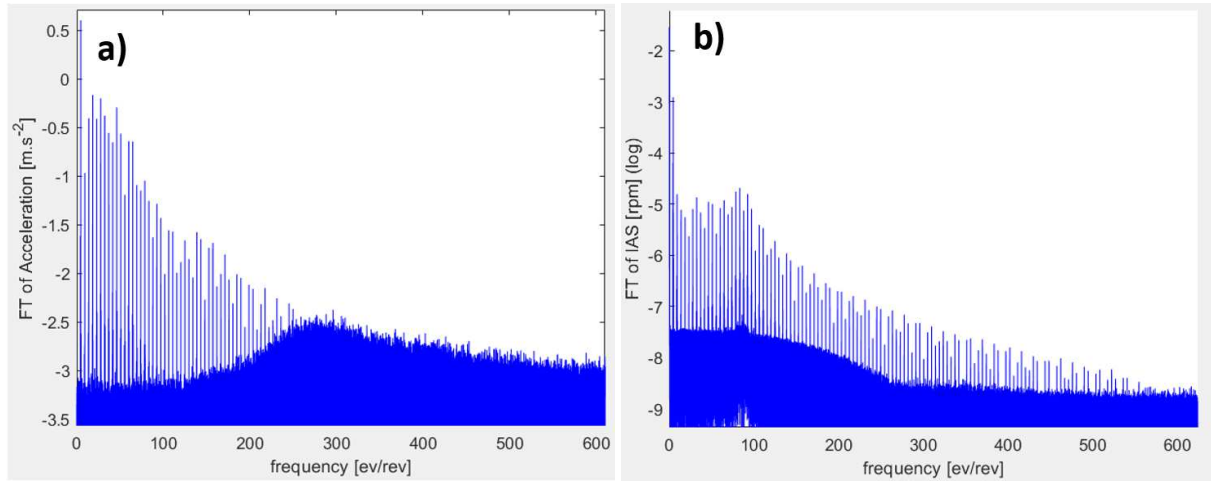 a)
FT of Acceleration [m.s-2]
0.5
0
-0.5
-1
-1.5
-2
-2.5
-3
-3.5
0 100 200 300 400 500 600
frequency [ev/rev]
b)
FT of IAS [rpm] (log)
-2
-3
-4
-5
-6
-7
-8
-9
0 100 200 300 400 500 600
frequency [ev/rev]